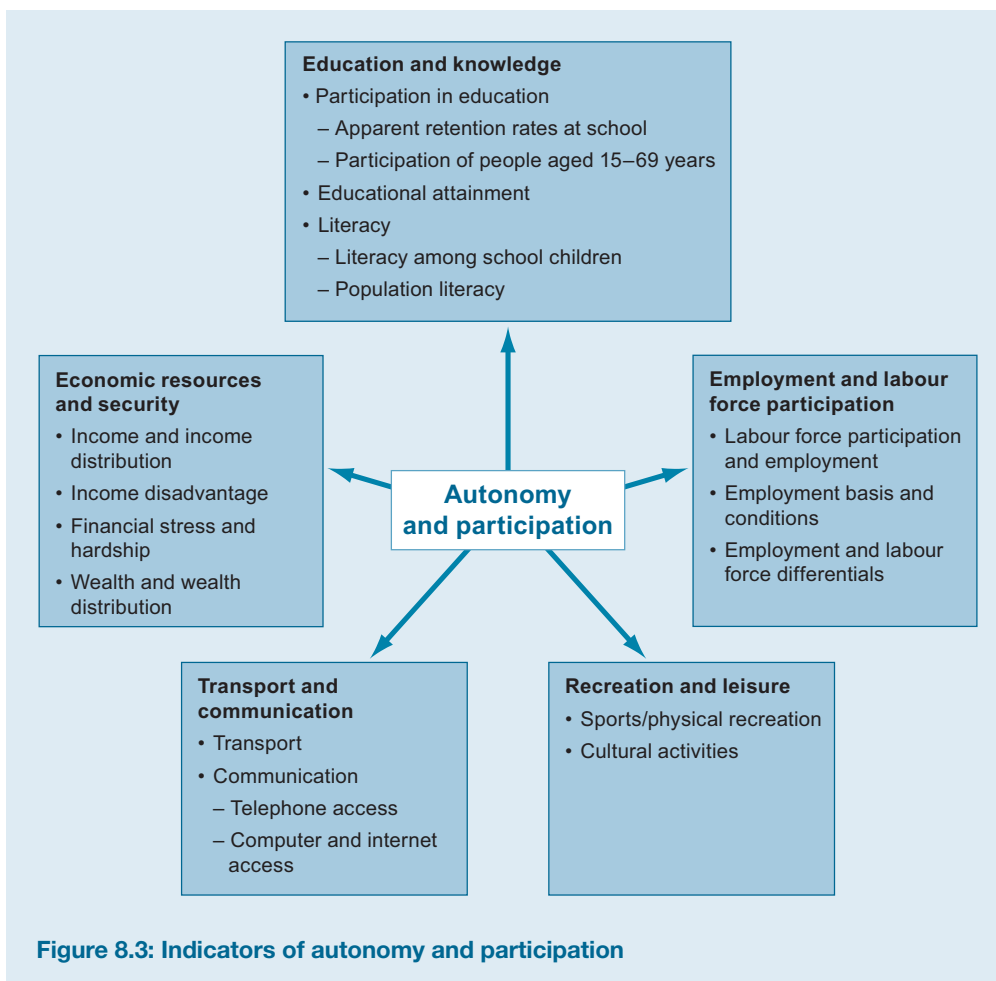 Education and knowledge
• Participation in education
– Apparent retention rates at school
– Participation of people aged 15–69 years
• Educational attainment
• Literacy
– Literacy among school children
– Population literacy
Economic resources
and security
• Income and income
distribution
• Income disadvantage
• Financial stress and
hardship
• Wealth and wealth
distribution
Autonomy
and participation
Employment and labour
force participation
• Labour force participation
and employment
• Employment basis and
conditions
• Employment and labour
force differentials
Transport and
communication
• Transport
• Communication
– Telephone access
– Computer and internet
access
Recreation and leisure
• Sports/physical recreation
• Cultural activities
Figure 8.3: Indicators of autonomy and participation